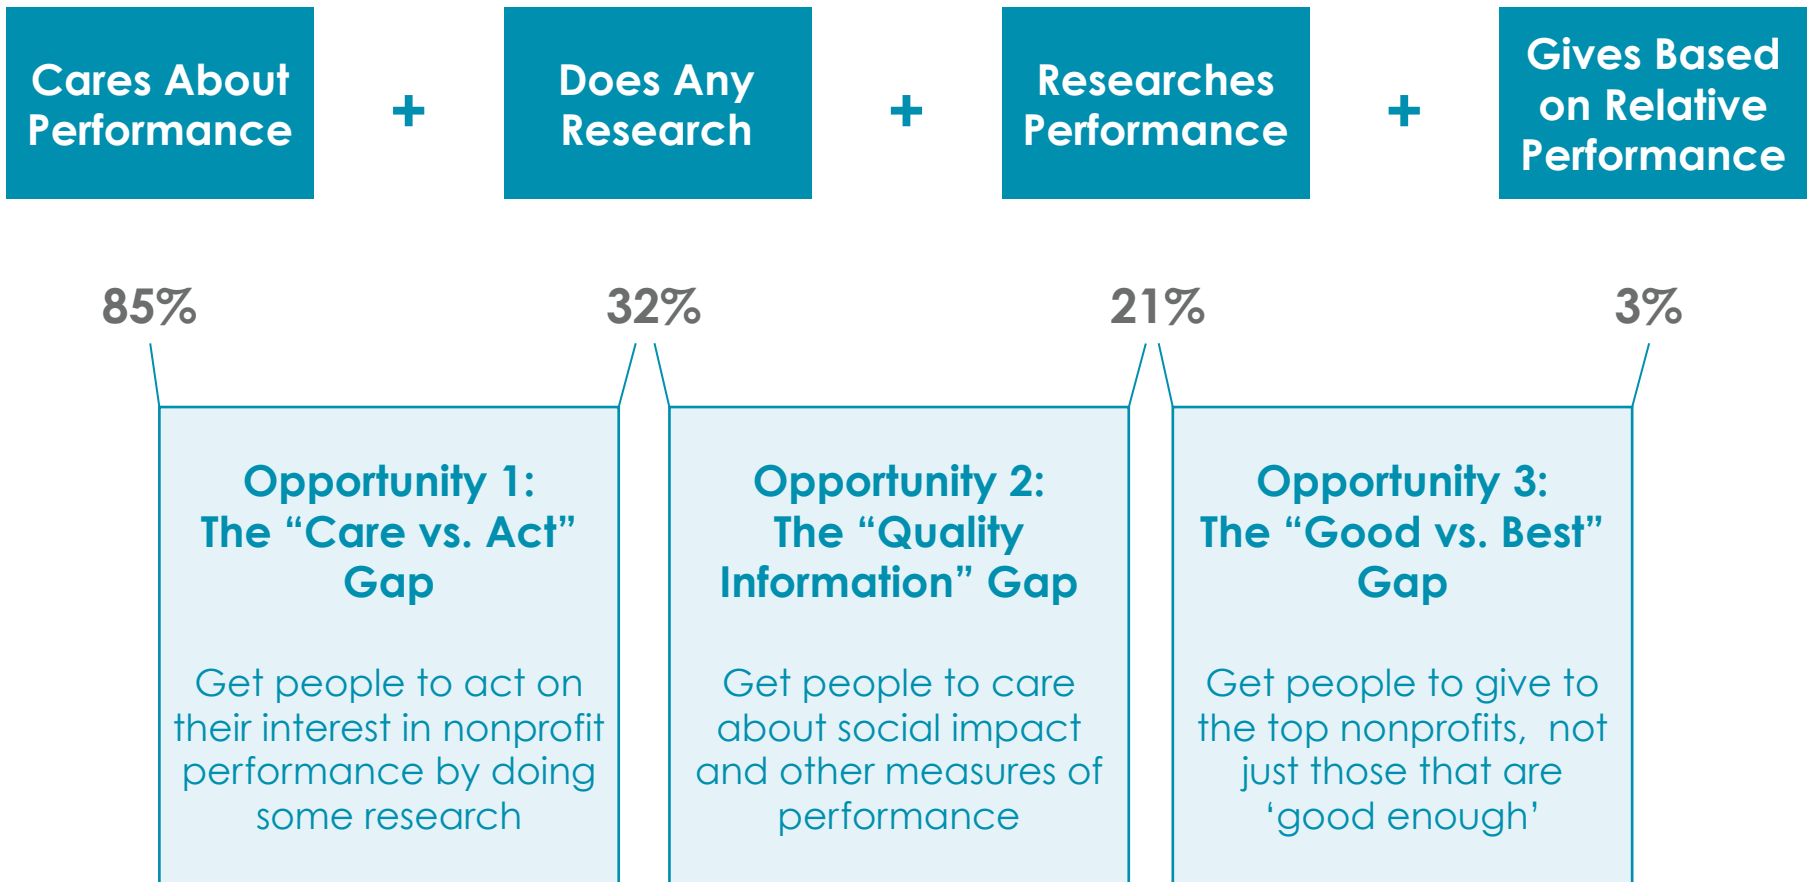 Cares About
Performance
+
Does Any
Research
+
Researches
Performance
+
Gives Based
on Relative
Performance
85%
32%
21%
3%
Opportunity 1:
The “Care vs. Act”
Gap
Get people to act on
their interest in nonprofit
performance by doing
some research
Opportunity 2:
The “Quality
Information” Gap
Get people to care
about social impact
and other measures of
performance
Opportunity 3:
The “Good vs. Best”
Gap
Get people to give to
the top nonprofits,  not
just those that are
‘good enough’